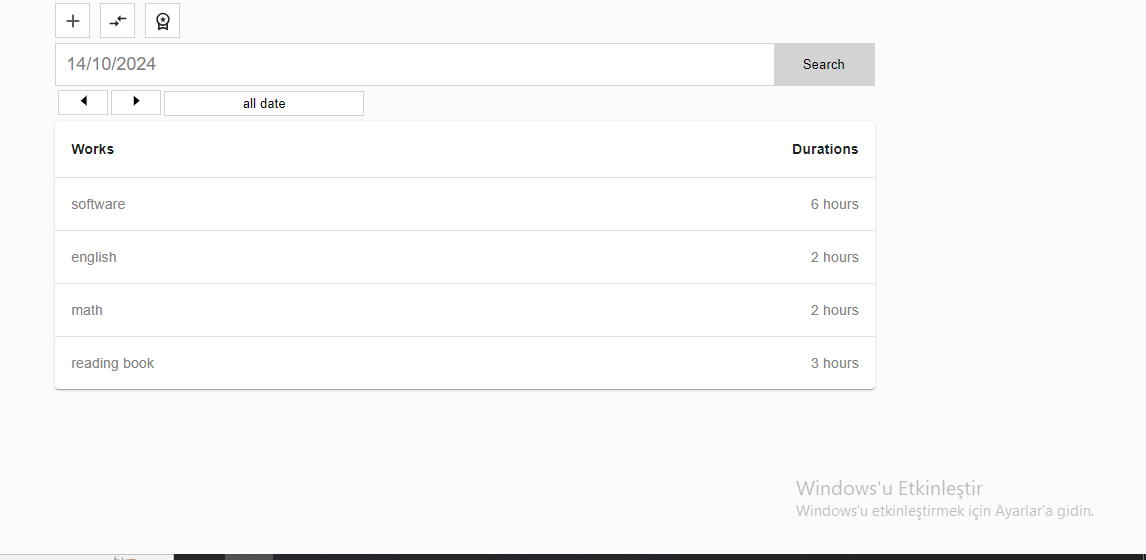 14/10/2024 Search
all date
Works Durations
software 6 hours
english 2 hours
math 2 hours
reading book 3 hours
Windows'u Etkinleştir
Windows'u etkinleştirmek için Ayarlar'a gidin.